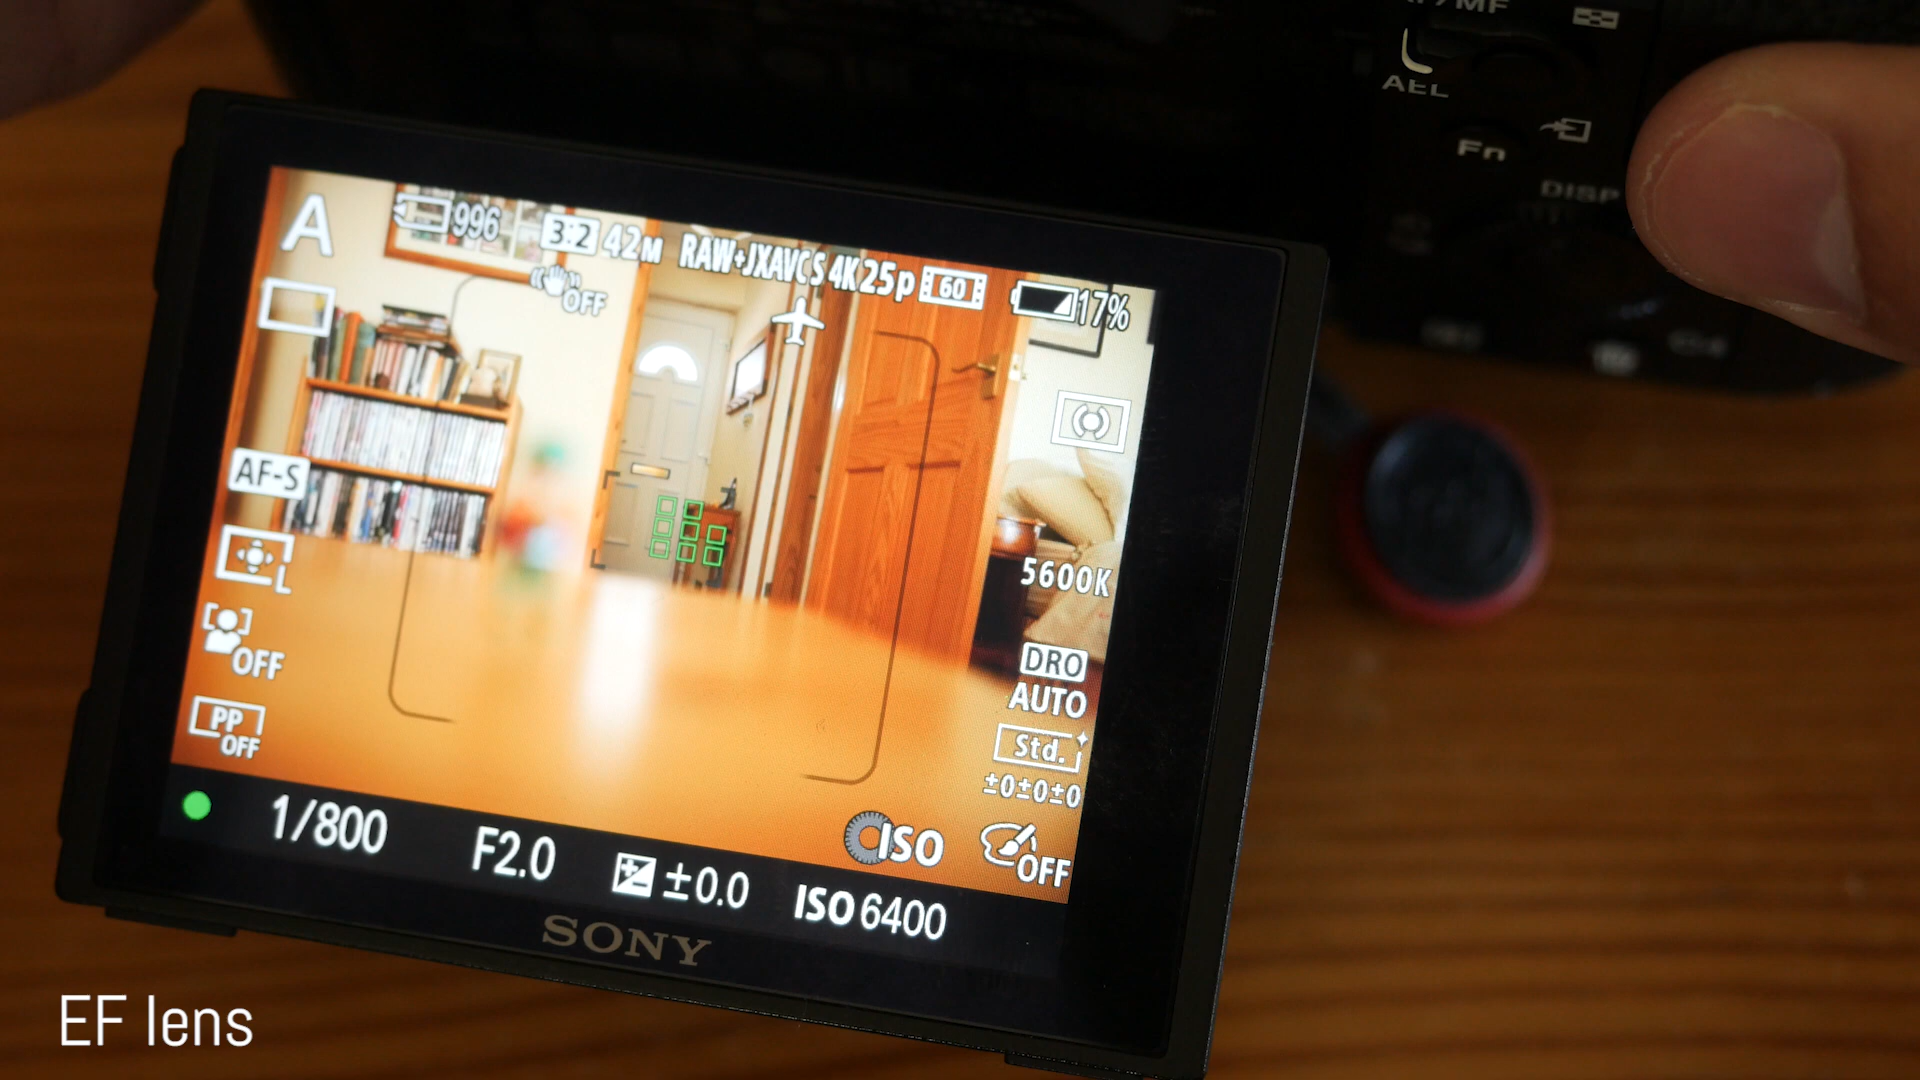 AF/MF
AEL
Fn
DISP
A
996
3:2 42M RAW+J XAVC S 4K 25p 60 17%
OFF
AF-S
L
5600K
OFF
DRO
AUTO
PP
OFF
Std.
±0±0±0
ISO
OFF
1/800 F2.0 ±0.0 ISO 6400
SONY
EF lens